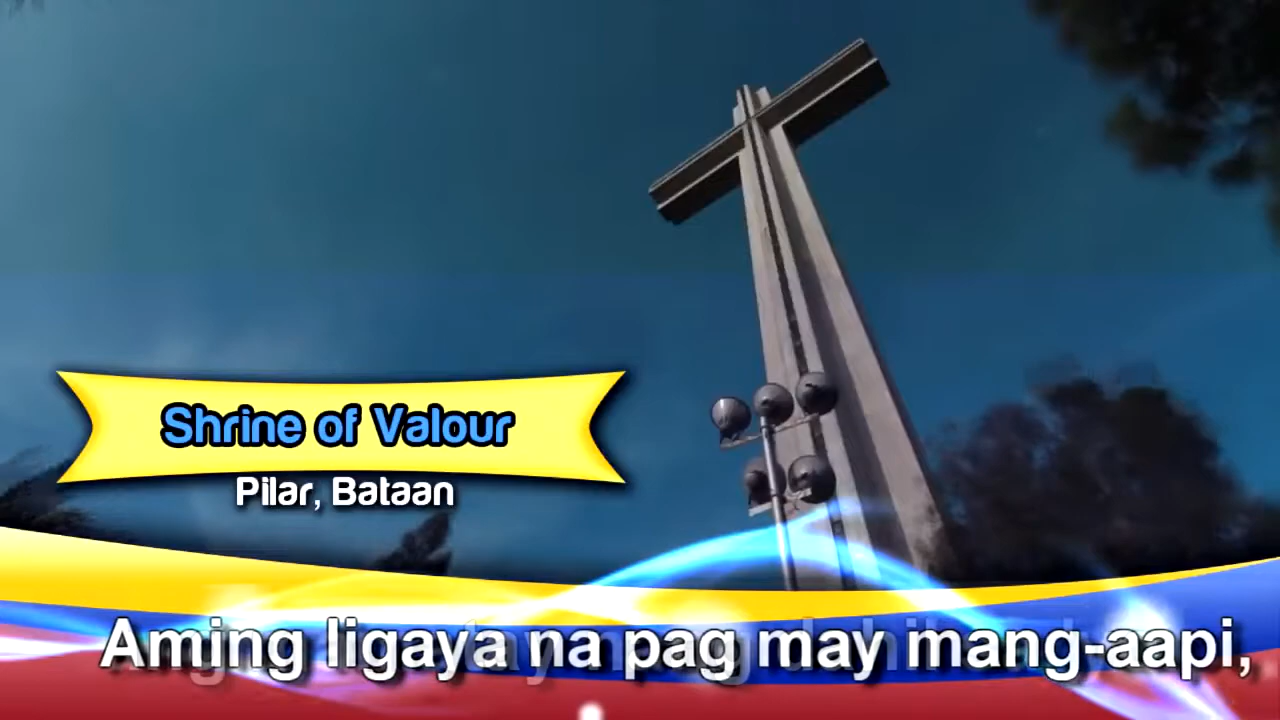 Shrine of Valour
Pilar, Bataan
Aming ligaya na pag may mang-aapi,